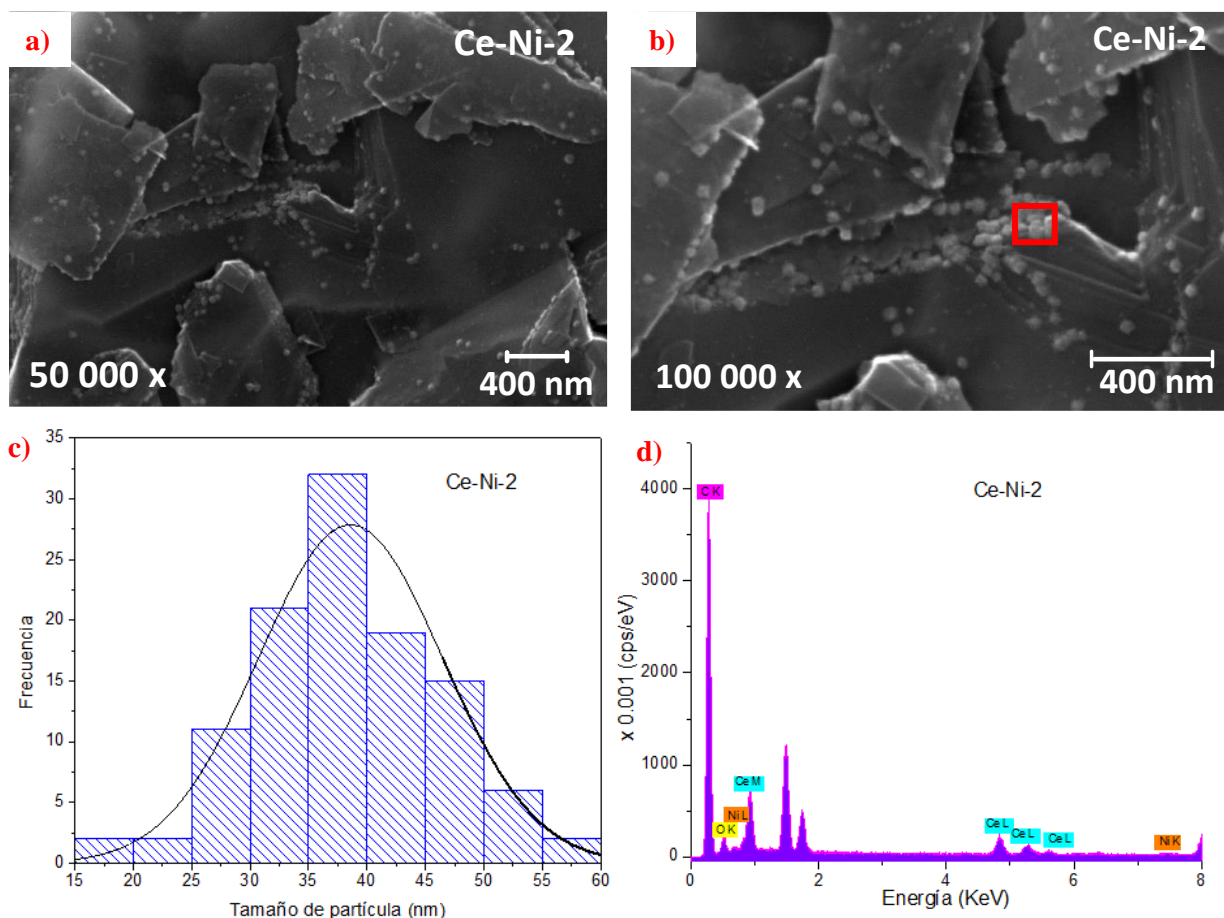 a)
Ce-Ni-2
50 000 x
400 nm
b)
Ce-Ni-2
100 000 x
400 nm
c)
Ce-Ni-2
Frecuencia
35
30
25
20
15
10
5
0
15 20 25 30 35 40 45 50 55 60
Tamaño de partícula (nm)
d)
Ce-Ni-2
x 0.001 (cps/eV)
4000
3000
2000
1000
0
C K
Ce M
Ni L
O K
Ce L
Ce L
Ce L
Ni K
0 2 4 6 8
Energía (KeV)